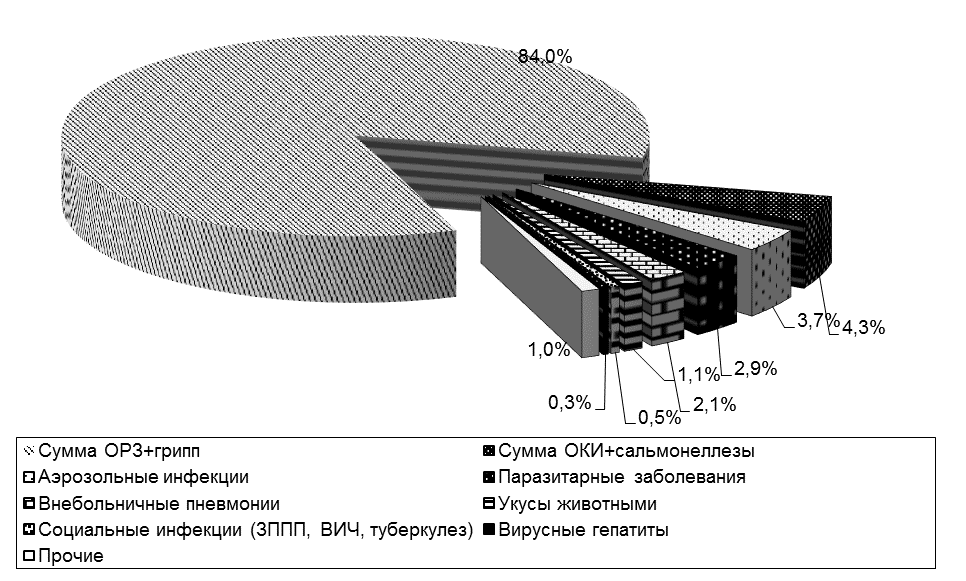 84,0%
3,7%
4,3%
1,0%
2,9%
1,1%
0,3%
2,1%
0,5%
Сумма ОРЗ+грипп
Сумма ОКИ+сальмонеллезы
Аэрозольные инфекции
Паразитарные заболевания
Внебольничные пневмонии
Укусы животными
Социальные инфекции (ЗППП, ВИЧ, туберкулез)
Вирусные гепатиты
Прочие